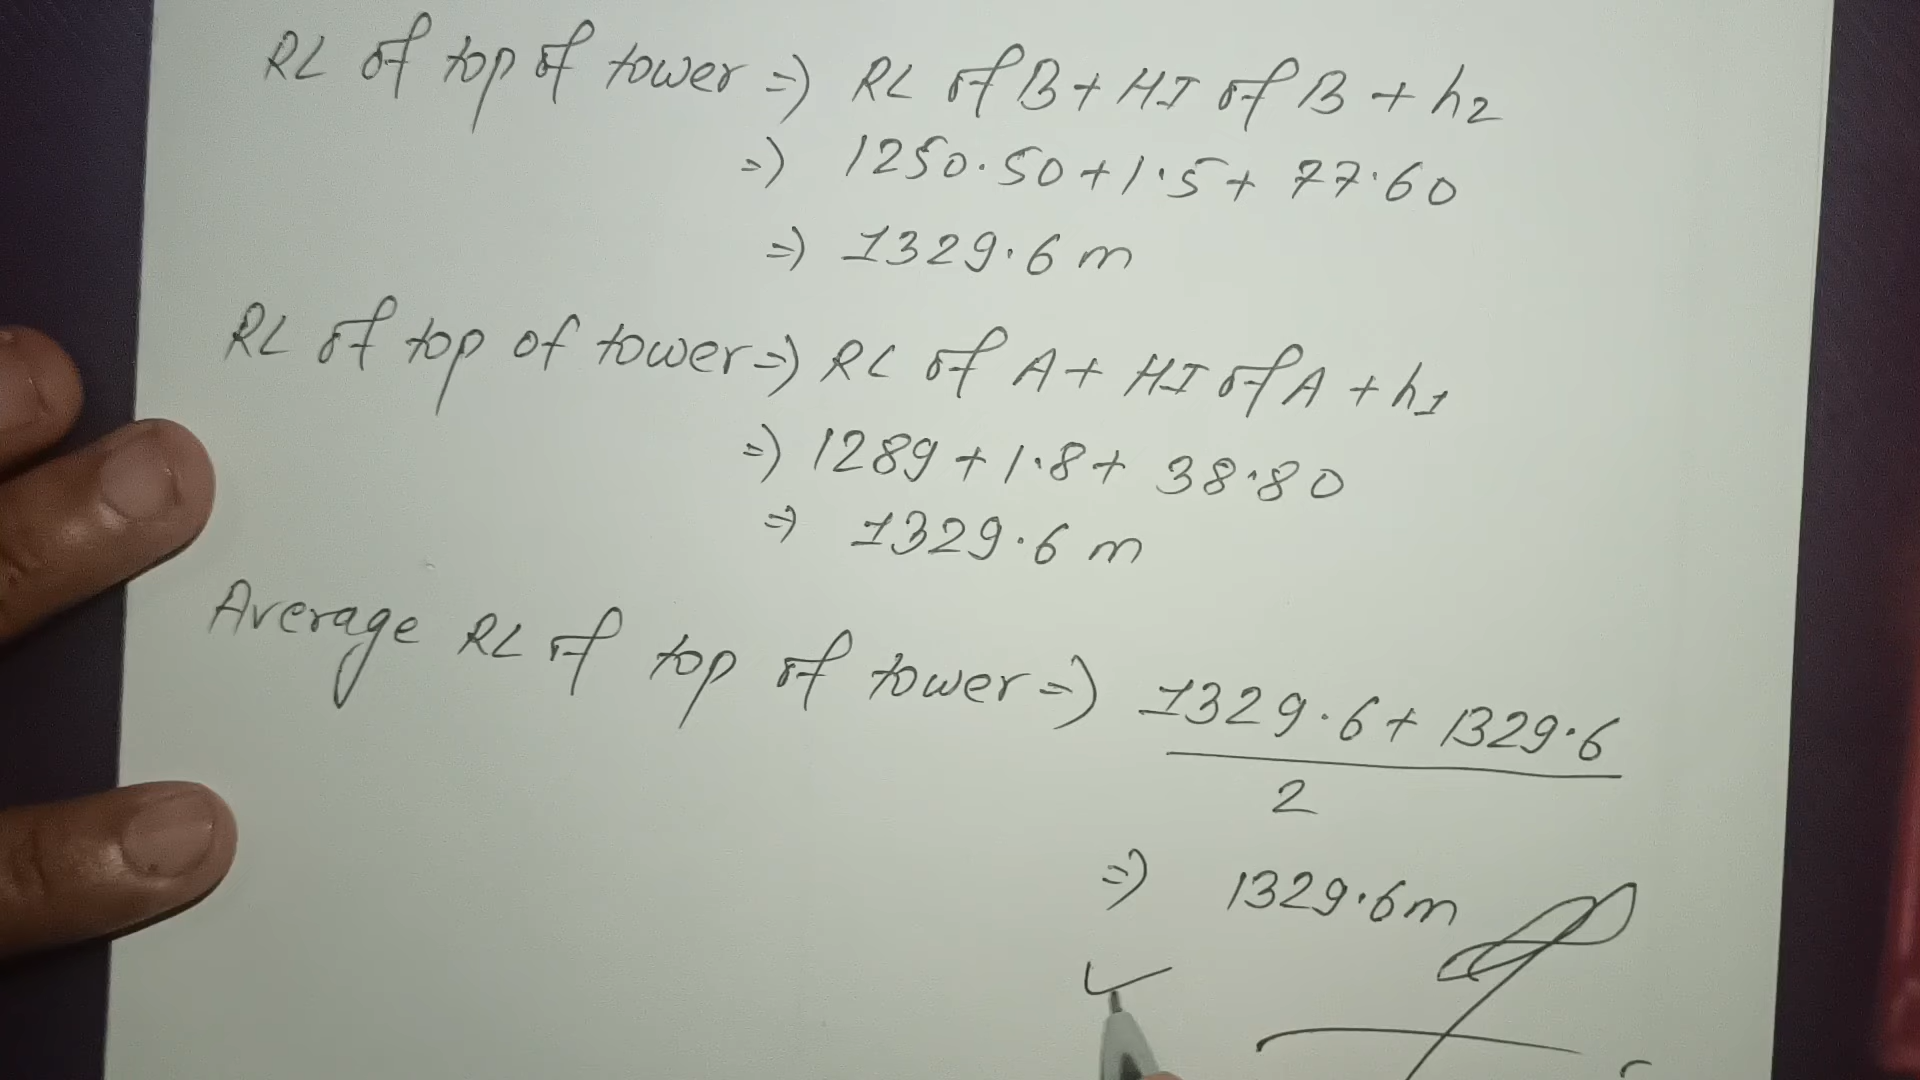 RL of top of tower => RL of B + HI of B + h2
=> 1250.50 + 1.5 + 77.60
=> 1329.6 m
RL of top of tower => RL of A + HI of A + h1
=> 1289 + 1.8 + 38.80
=> 1329.6 m
Average RL of top of tower => 1329.6 + 1329.6
2
=> 1329.6m